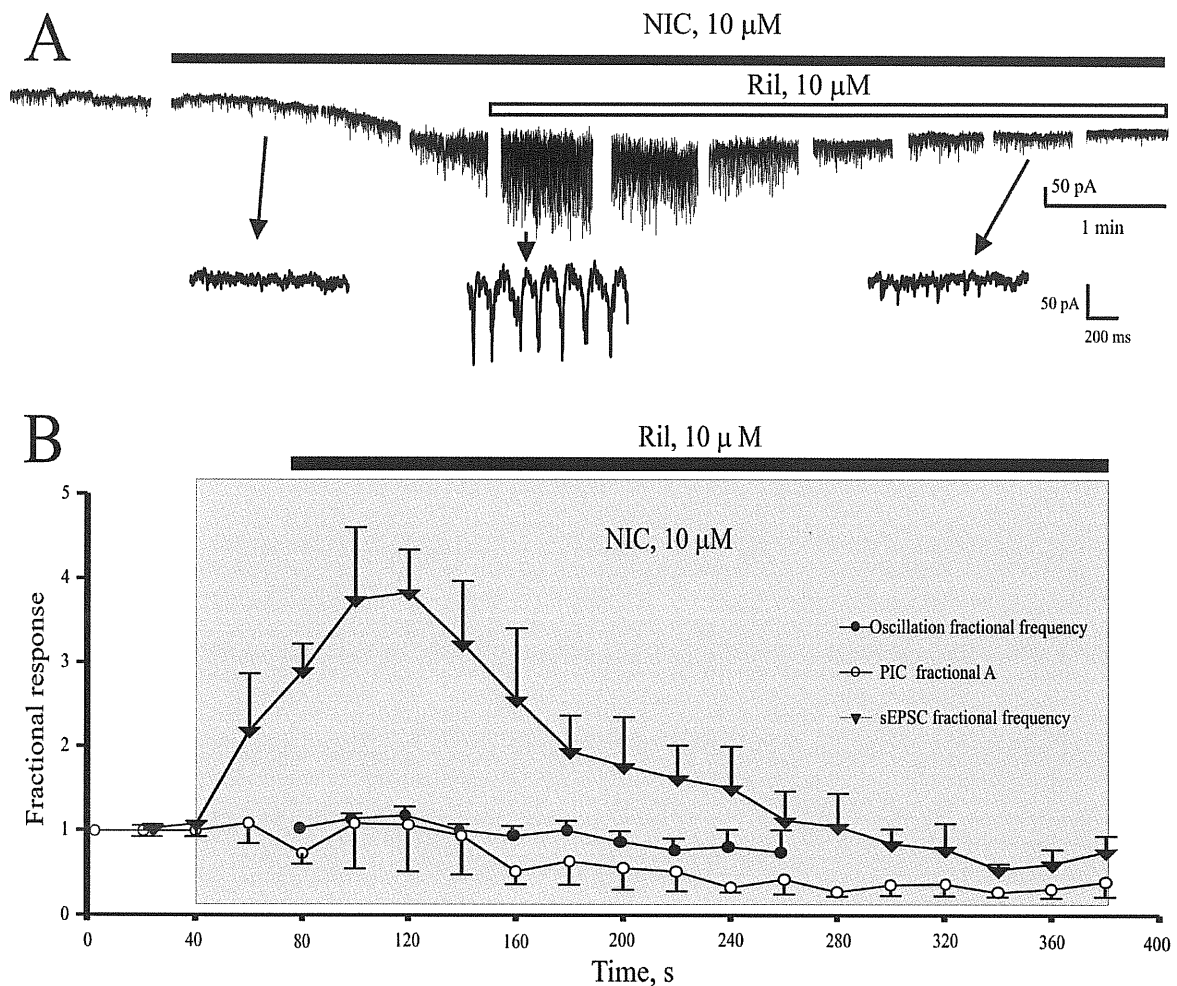 A
NIC, 10 μM
Ril, 10 μM
50 pA
1 min
50 pA
200 ms
B
Ril, 10 μ M
NIC, 10 μM
Oscillation fractional frequency
PIC fractional A
sEPSC fractional frequency
Fractional response
5
4
3
2
1
0
0
40
80
120
160
200
240
280
320
360
400
Time, s